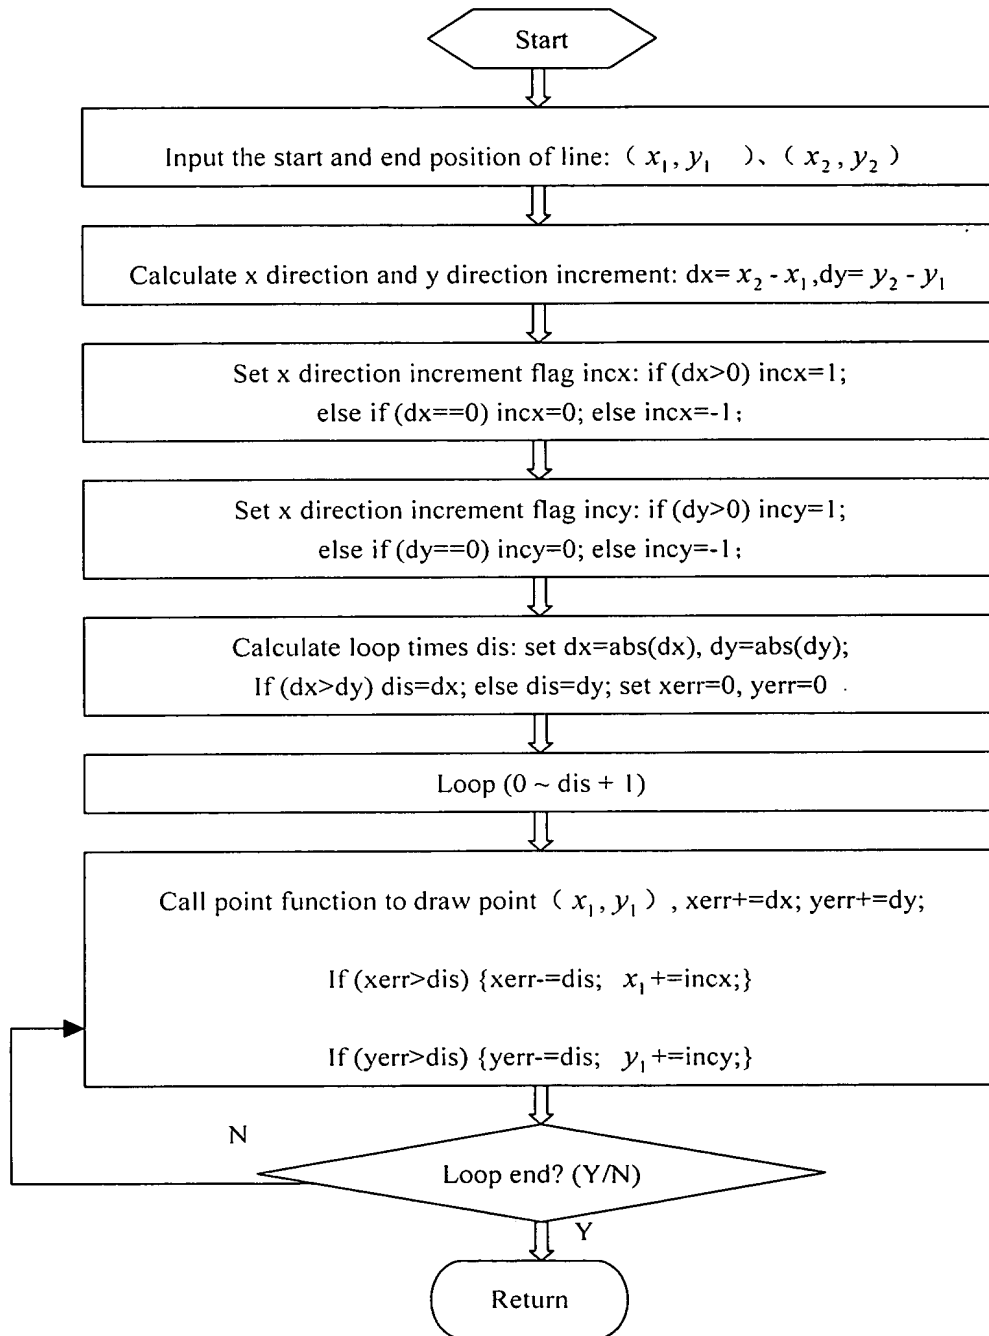 Start
Input the start and end position of line:（x₁, y₁ ）、（x₂, y₂）
Calculate x direction and y direction increment: dx= x₂ - x₁ ,dy= y₂ - y₁
Set x direction increment flag incx: if (dx>0) incx=1;
else if (dx==0) incx=0; else incx=-1;
Set x direction increment flag incy: if (dy>0) incy=1;
else if (dy==0) incy=0; else incy=-1;
Calculate loop times dis: set dx=abs(dx), dy=abs(dy);
If (dx>dy) dis=dx; else dis=dy; set xerr=0, yerr=0
Loop (0 ~ dis + 1)
Call point function to draw point（x₁, y₁）, xerr+=dx; yerr+=dy;
If (xerr>dis) {xerr-=dis; x₁ +=incx;}
If (yerr>dis) {yerr-=dis; y₁ +=incy;}
N
Loop end? (Y/N)
Y
Return